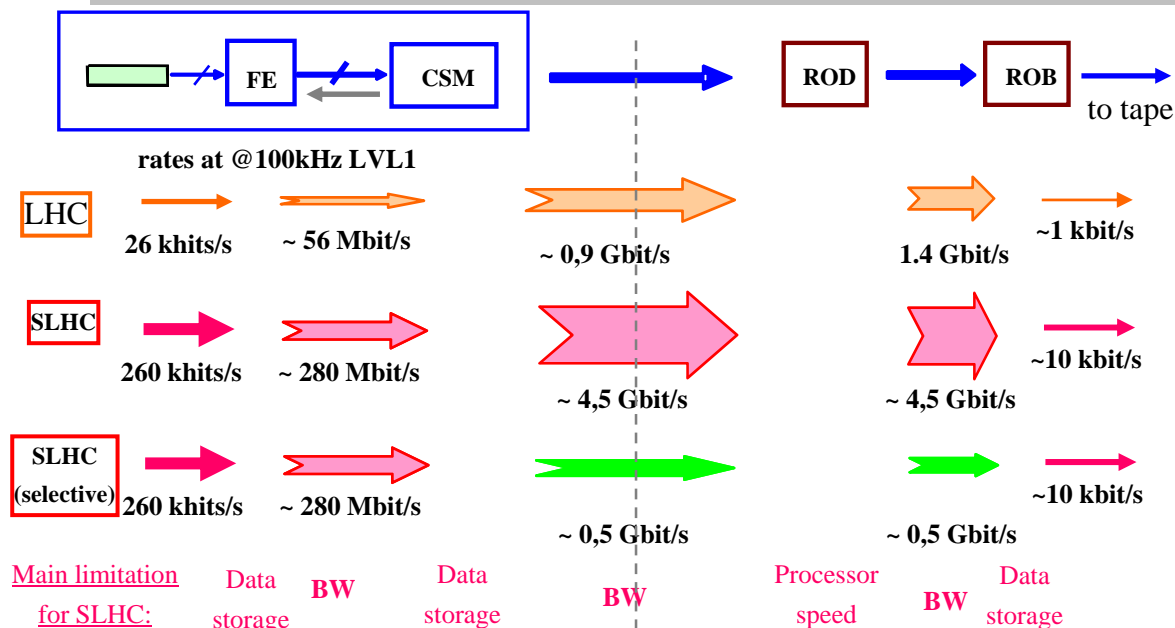 FE
CSM
ROD
ROB
to tape
rates at @100kHz LVL1
LHC
26 khits/s
~ 56 Mbit/s
~ 0,9 Gbit/s
1.4 Gbit/s
~1 kbit/s
SLHC
260 khits/s
~ 280 Mbit/s
~ 4,5 Gbit/s
~ 4,5 Gbit/s
~10 kbit/s
SLHC
(selective)
260 khits/s
~ 280 Mbit/s
~ 0,5 Gbit/s
~ 0,5 Gbit/s
~10 kbit/s
Main limitation
for SLHC:
Data
storage
BW
Data
storage
BW
Processor
speed
BW
Data
storage